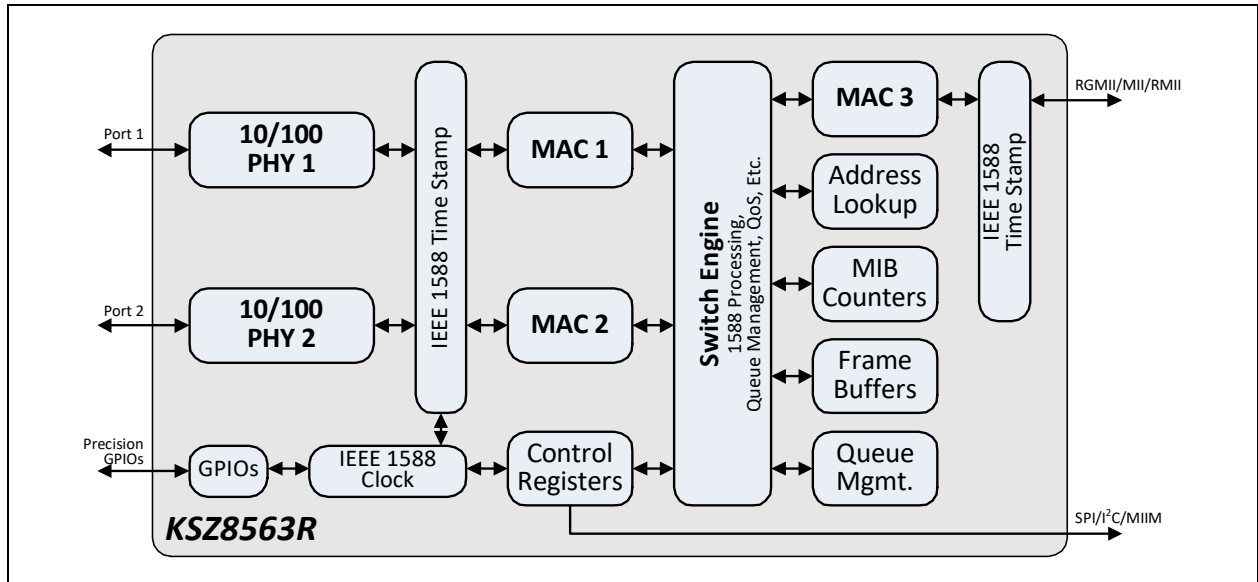 RGMII/MII/RMII
Port 1
10/100
PHY 1
IEEE 1588 Time Stamp
MAC 1
Switch Engine
1588 Processing,
Queue Management, QoS, Etc.
MAC 3
IEEE 1588
Time Stamp
Address
Lookup
MIB
Counters
Port 2
10/100
PHY 2
MAC 2
Frame
Buffers
Precision
GPIOs
GPIOs
IEEE 1588
Clock
Control
Registers
Queue
Mgmt.
KSZ8563R
SPI/I²C/MIIM